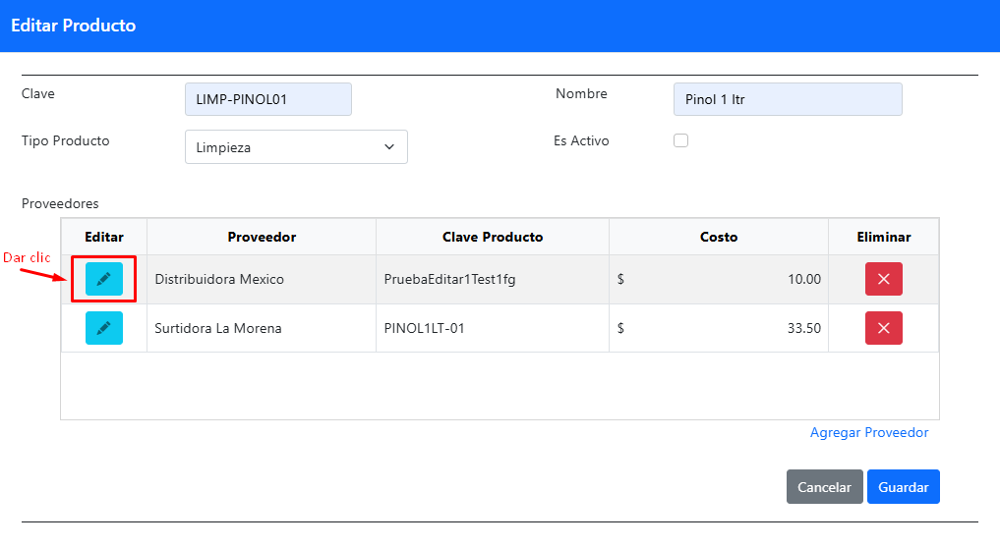 Editar Producto
Clave LIMP-PINOL01 Nombre Pinol 1 ltr
Tipo Producto Limpieza Es Activo
Proveedores
Editar Proveedor Clave Producto Costo Eliminar
Dar clic
Distribuidora Mexico PruebaEditar1Test1fg $ 10.00
Surtidora La Morena PINOL1LT-01 $ 33.50
Agregar Proveedor
Cancelar Guardar